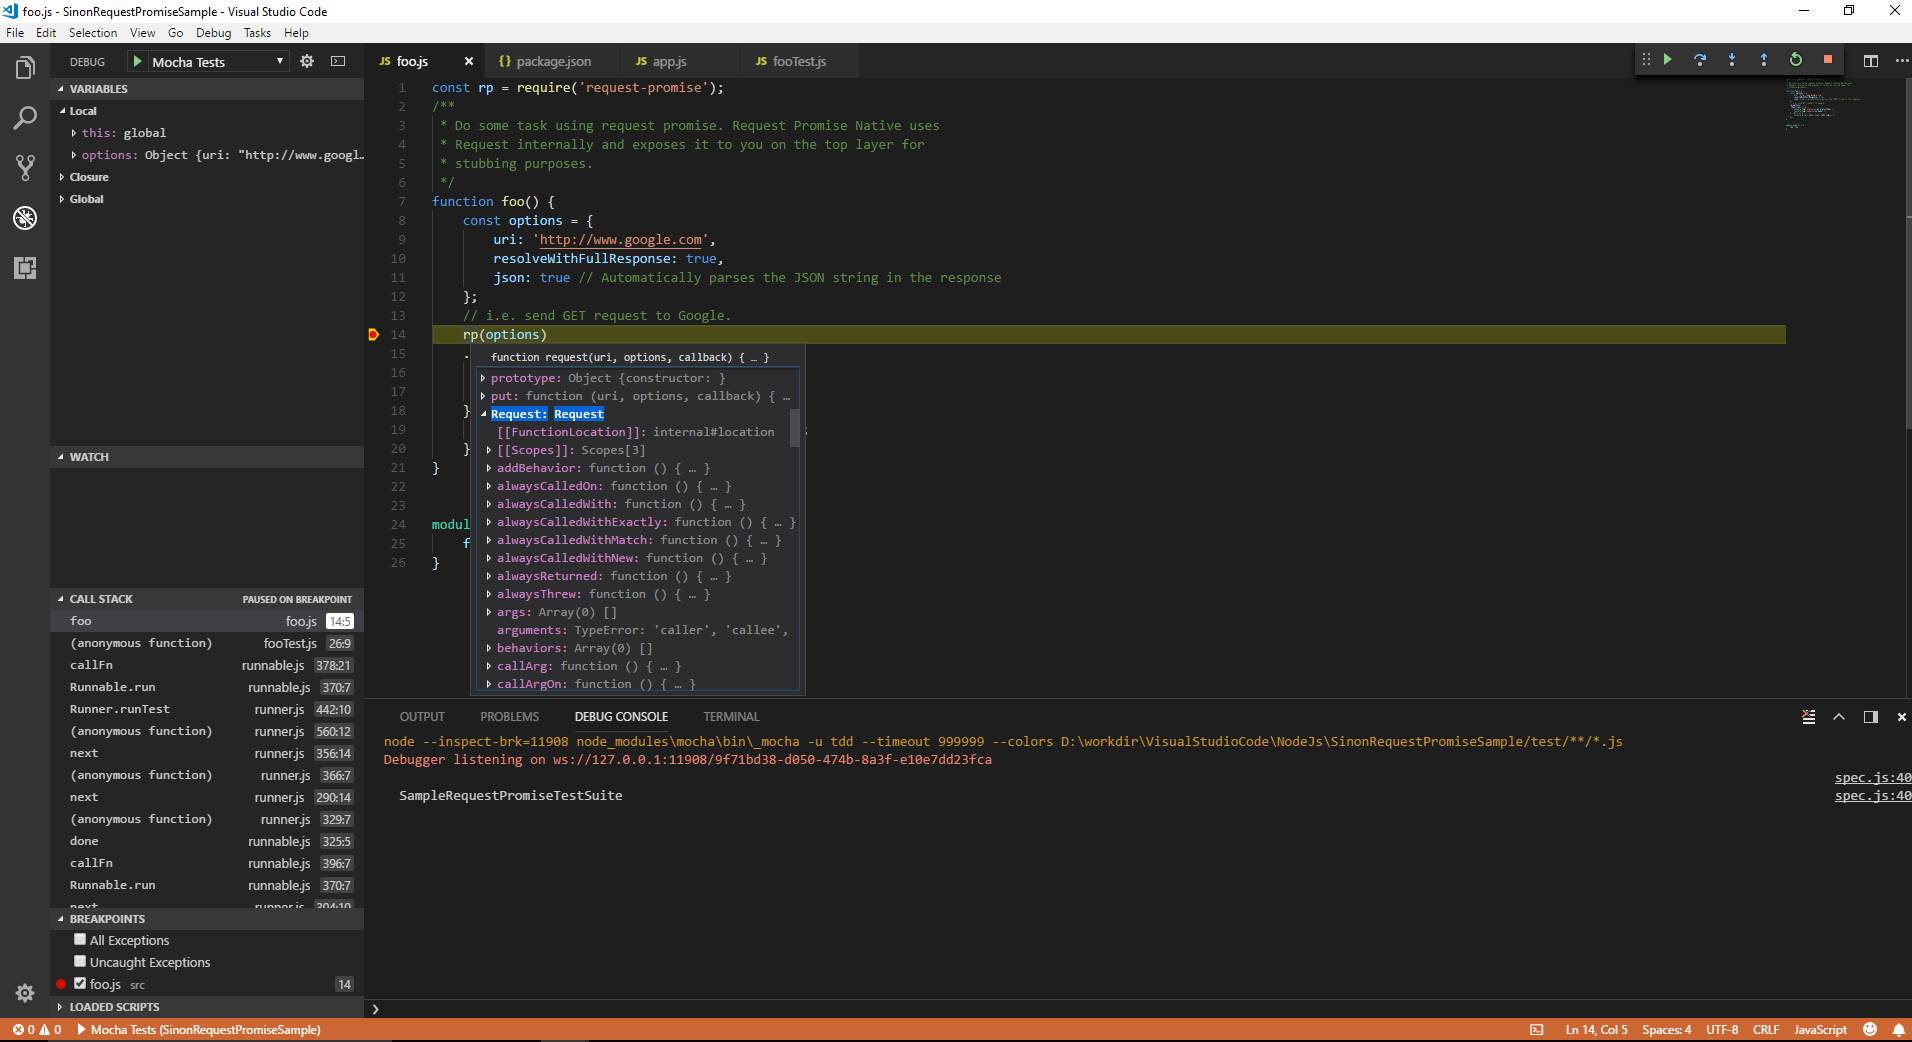 foo.js - SinonRequestPromiseSample - Visual Studio Code
File Edit Selection View Go Debug Tasks Help
DEBUG Mocha Tests
VARIABLES
Local
this: global
options: Object {uri: "http://www.googl…
Closure
Global
WATCH
CALL STACK PAUSED ON BREAKPOINT
foo foo.js 14:5
(anonymous function) fooTest.js 26:9
callFn runnable.js 378:21
Runnable.run runnable.js 370:7
Runner.runTest runner.js 442:10
(anonymous function) runner.js 560:12
next runner.js 356:14
(anonymous function) runner.js 366:7
next runner.js 290:14
(anonymous function) runner.js 329:7
done runnable.js 325:5
callFn runnable.js 396:7
Runnable.run runnable.js 370:7
next runner.js 304:10
BREAKPOINTS
All Exceptions
Uncaught Exceptions
foo.js src 14
LOADED SCRIPTS
JS foo.js {} package.json JS app.js JS fooTest.js
1 const rp = require('request-promise');
2 /**
3 * Do some task using request promise. Request Promise Native uses
4 * Request internally and exposes it to you on the top layer for
5 * stubbing purposes.
6 */
7 function foo() {
8 const options = {
9 uri: 'http://www.google.com',
10 resolveWithFullResponse: true,
11 json: true // Automatically parses the JSON string in the response
12 };
13 // i.e. send GET request to Google.
14 rp(options)
15 .
16
17
18 }
19
20 }
21 }
22
23
24 modul
25 f
26 }
function request(uri, options, callback) { … }
prototype: Object {constructor: }
put: function (uri, options, callback) { …
Request: Request
[[FunctionLocation]]: internal#location
[[Scopes]]: Scopes[3]
addBehavior: function () { … }
alwaysCalledOn: function () { … }
alwaysCalledWith: function () { … }
alwaysCalledWithExactly: function () { … }
alwaysCalledWithMatch: function () { … }
alwaysCalledWithNew: function () { … }
alwaysReturned: function () { … }
alwaysThrew: function () { … }
args: Array(0) []
arguments: TypeError: 'caller', 'callee',
behaviors: Array(0) []
callArg: function () { … }
callArgOn: function () { … }
OUTPUT PROBLEMS DEBUG CONSOLE TERMINAL
node --inspect-brk=11908 node_modules\mocha\bin\_mocha -u tdd --timeout 999999 --colors D:\workdir\VisualStudioCode\NodeJs\SinonRequestPromiseSample/test/**/*.js
Debugger listening on ws://127.0.0.1:11908/9f71bd38-d050-474b-8a3f-e10e7dd23fca
spec.js:40
SampleRequestPromiseTestSuite spec.js:40
0 0 Mocha Tests (SinonRequestPromiseSample) Ln 14, Col 5 Spaces: 4 UTF-8 CRLF JavaScript